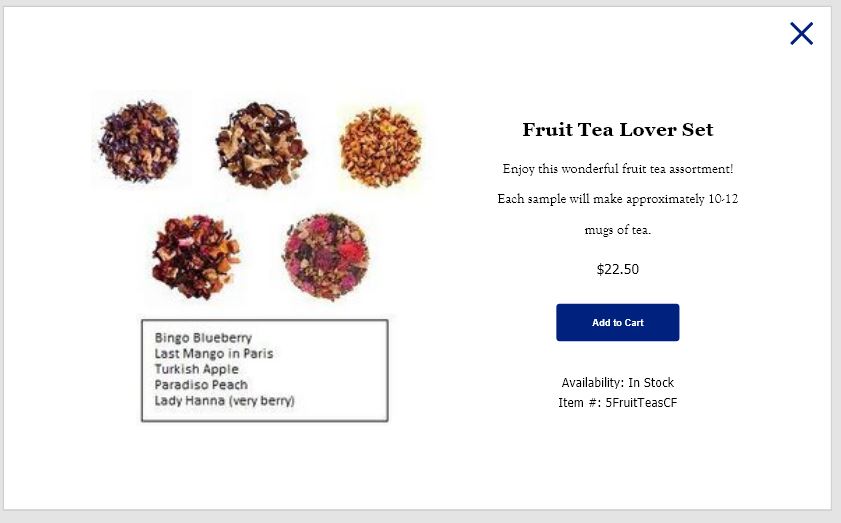 Fruit Tea Lover Set
Enjoy this wonderful fruit tea assortment!
Each sample will make approximately 10-12
mugs of tea.
$22.50
Add to Cart
Availability: In Stock
Item #: 5FruitTeasCF
Bingo Blueberry
Last Mango in Paris
Turkish Apple
Paradiso Peach
Lady Hanna (very berry)